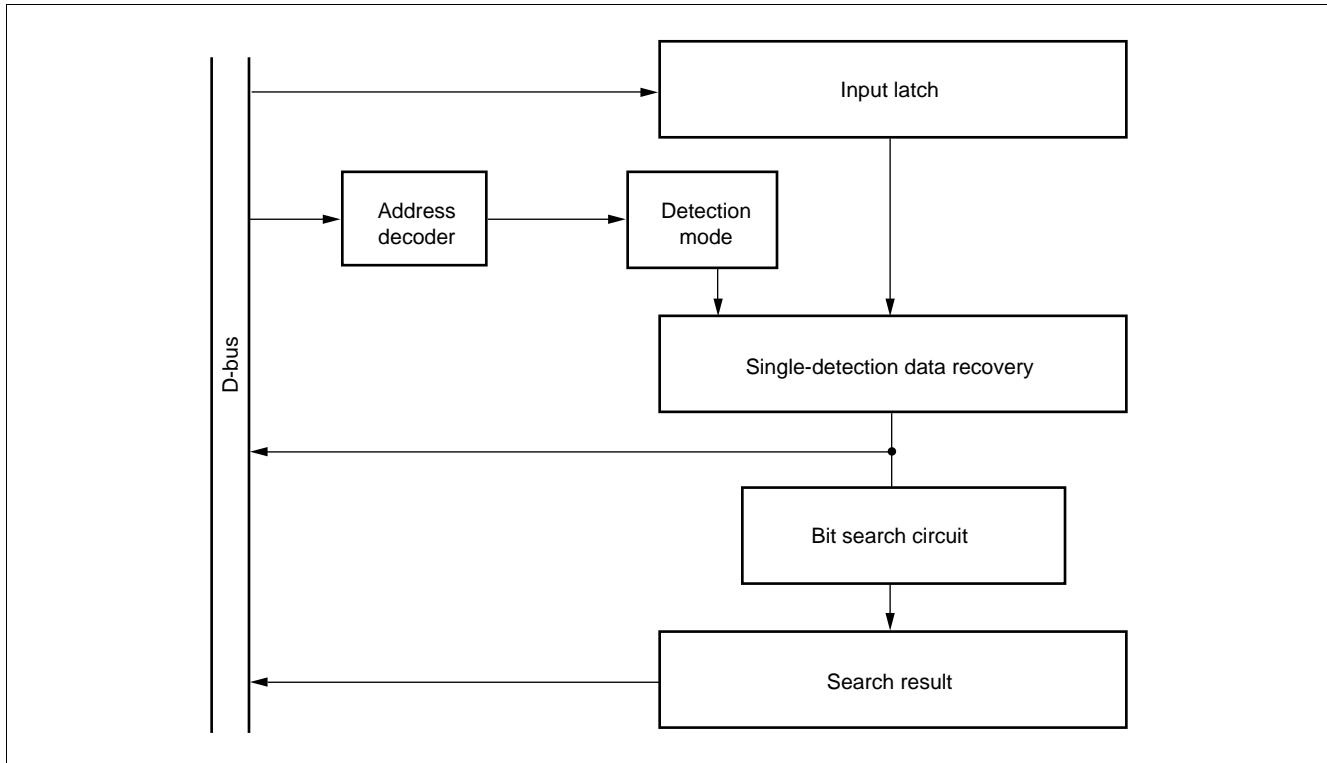 Input latch
Address
decoder
Detection
mode
D-bus
Single-detection data recovery
Bit search circuit
Search result